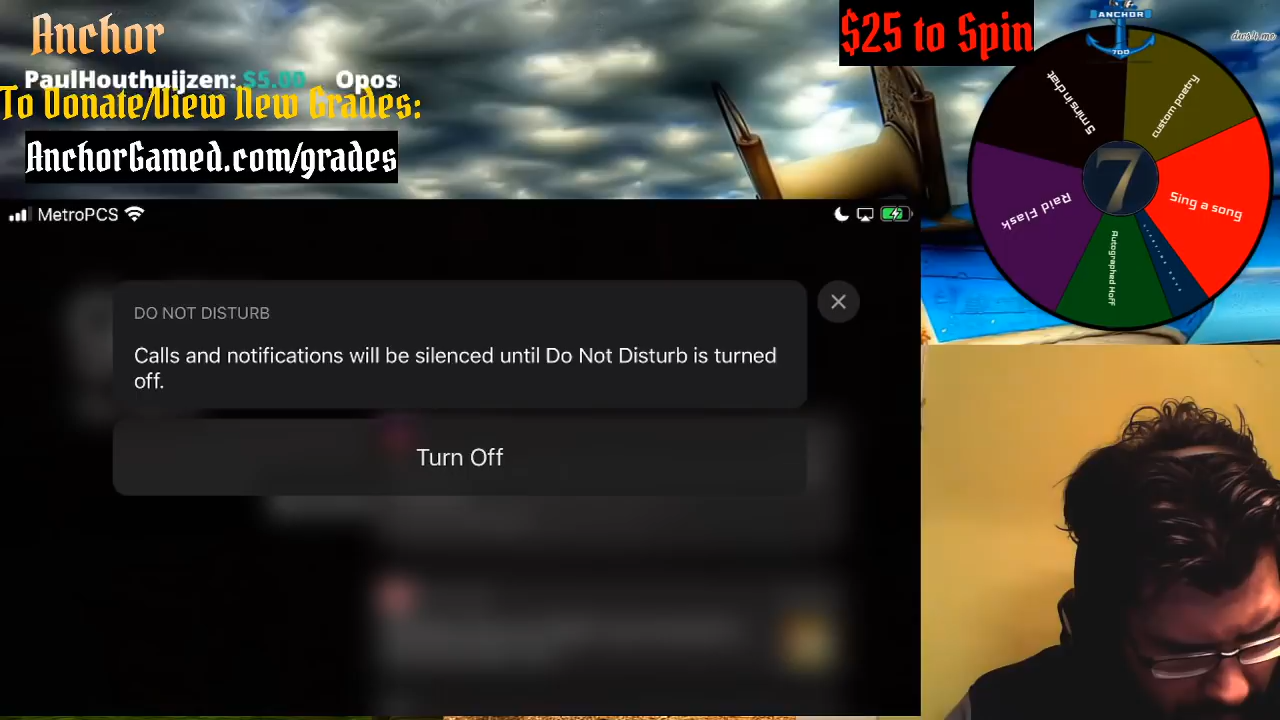 Anchor
PaulHouthuijzen: $5.00 Opos
To Donate/View New Grades:
AnchorGamed.com/grades
$25 to Spin
ANCHOR
700
5 mins in chat
custom poetry
Sing a song
Autographed Hoff
Raid Flask
7
MetroPCS
DO NOT DISTURB
Calls and notifications will be silenced until Do Not Disturb is turned
off.
Turn Off